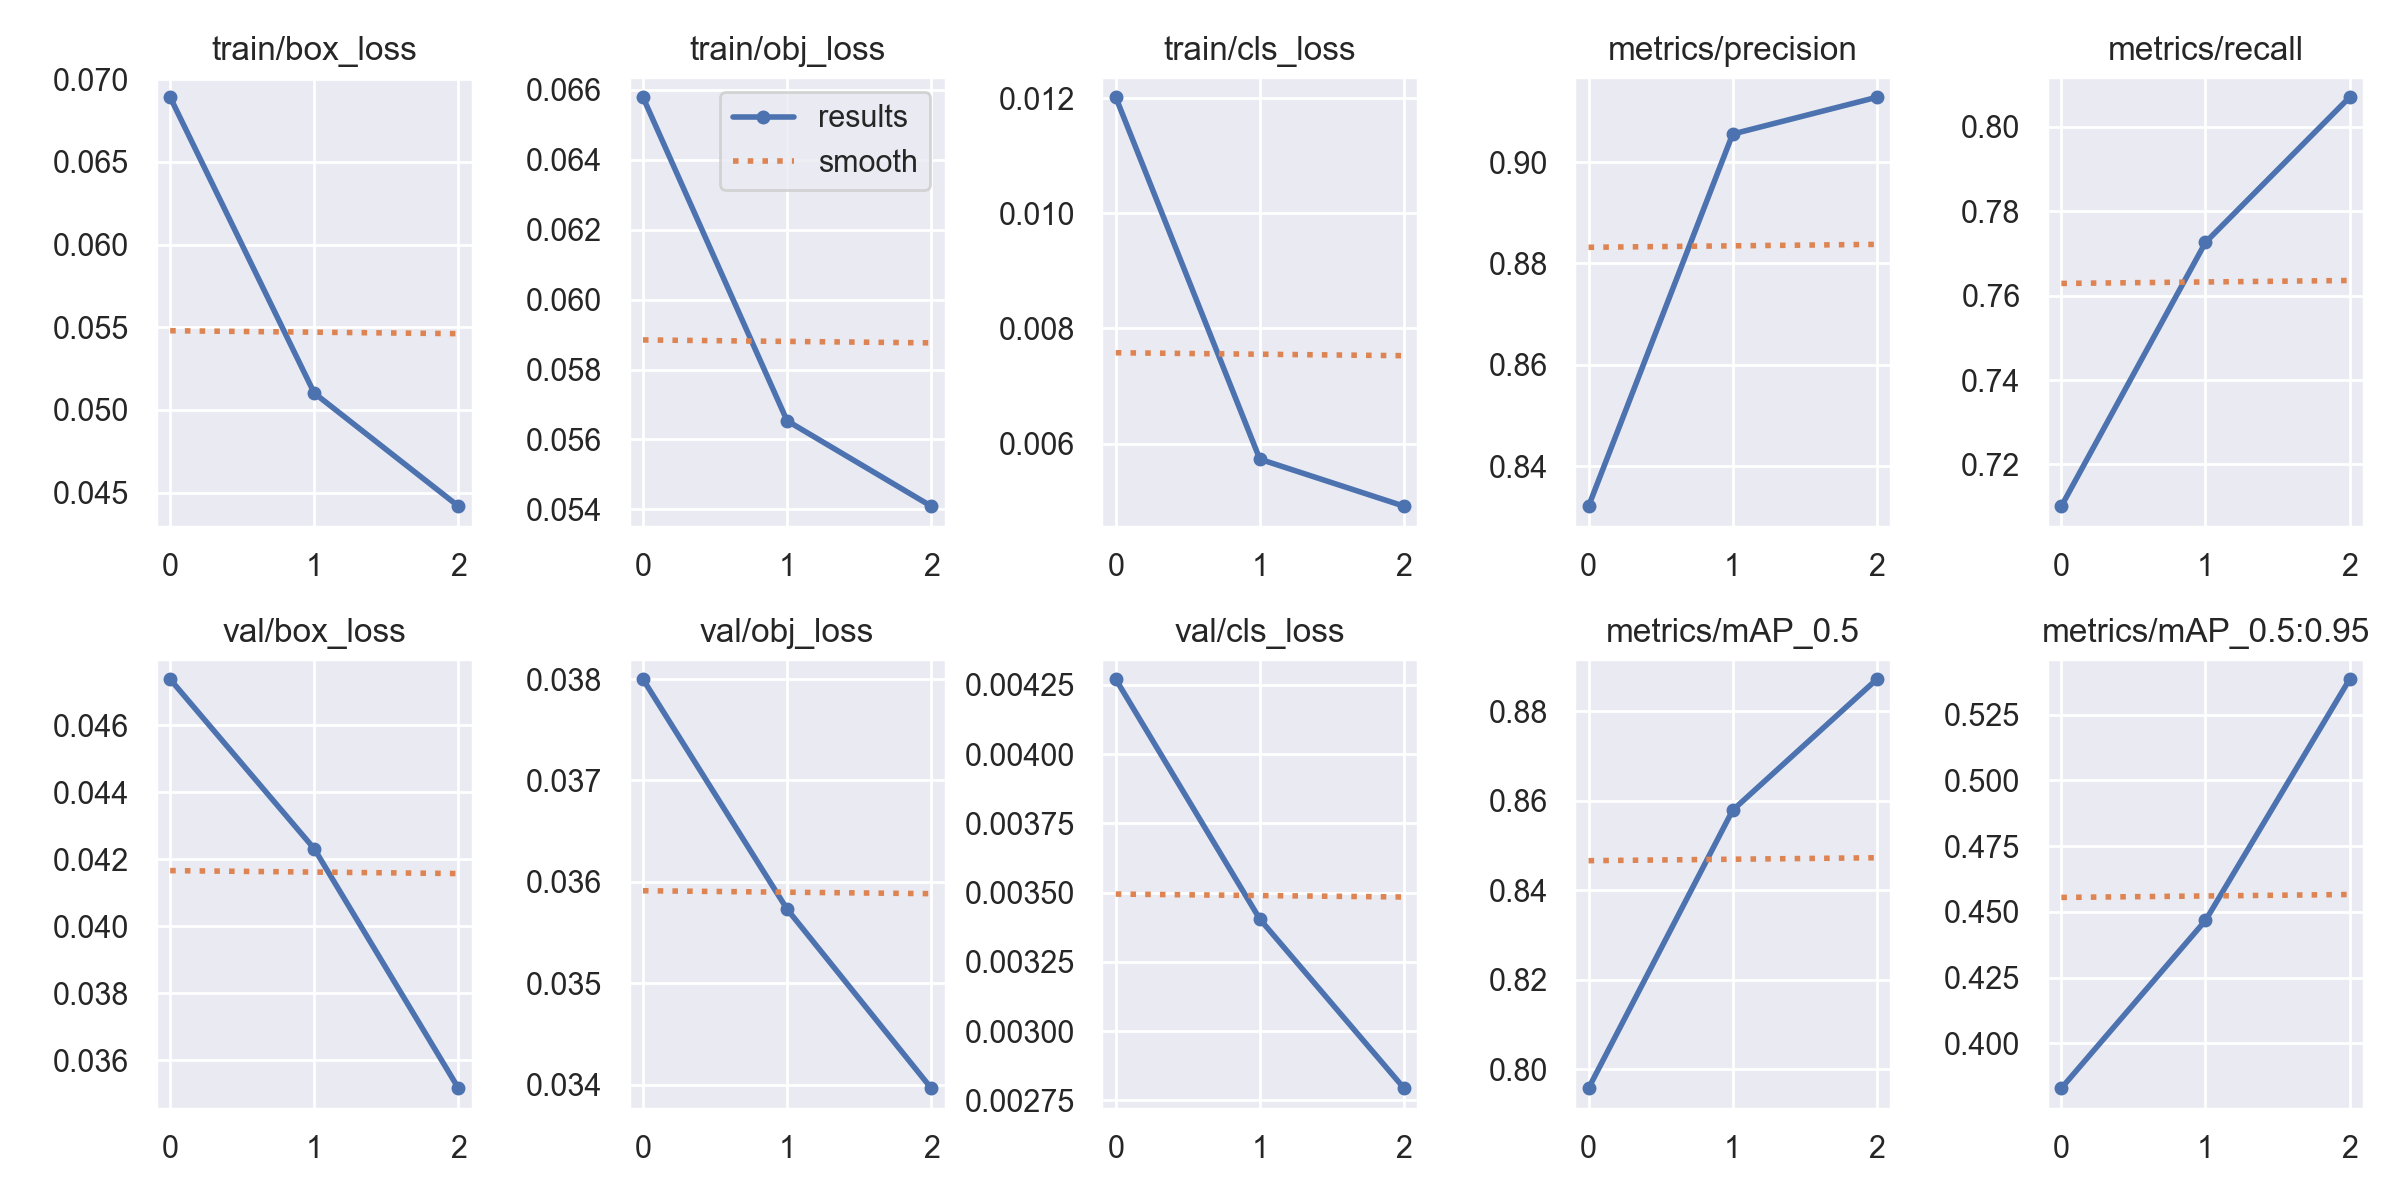 train/box_loss
0.070
0.065
0.060
0.055
0.050
0.045
0 1 2
train/obj_loss
0.066
0.064
0.062
0.060
0.058
0.056
0.054
0 1 2
results
smooth
train/cls_loss
0.012
0.010
0.008
0.006
0 1 2
metrics/precision
0.90
0.88
0.86
0.84
0 1 2
metrics/recall
0.80
0.78
0.76
0.74
0.72
0 1 2
val/box_loss
0.046
0.044
0.042
0.040
0.038
0.036
0 1 2
val/obj_loss
0.038
0.037
0.036
0.035
0.034
0 1 2
val/cls_loss
0.00425
0.00400
0.00375
0.00350
0.00325
0.00300
0.00275
0 1 2
metrics/mAP_0.5
0.88
0.86
0.84
0.82
0.80
0 1 2
metrics/mAP_0.5:0.95
0.525
0.500
0.475
0.450
0.425
0.400
0 1 2